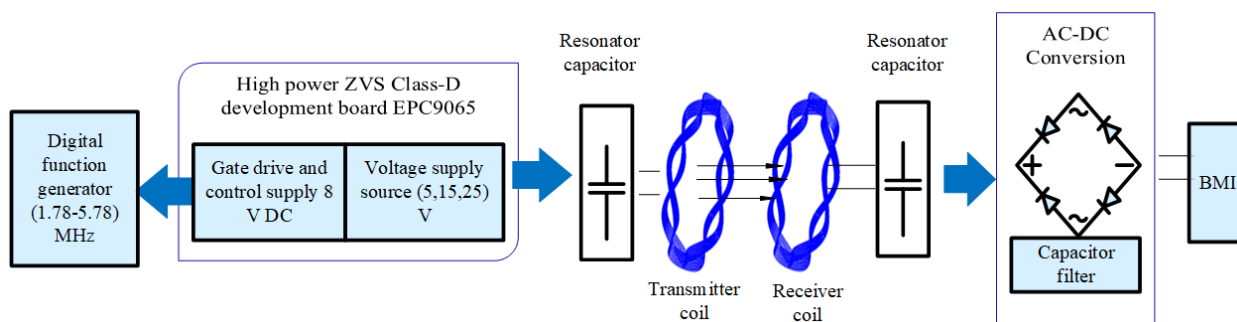 Digital
function
generator
(1.78-5.78)
MHz
High power ZVS Class-D
development board EPC9065
Gate drive and
control supply 8
V DC
Voltage supply
source (5,15,25)
V
Resonator
capacitor
Transmitter
coil
Receiver
coil
Resonator
capacitor
AC-DC
Conversion
Capacitor
filter
BMI